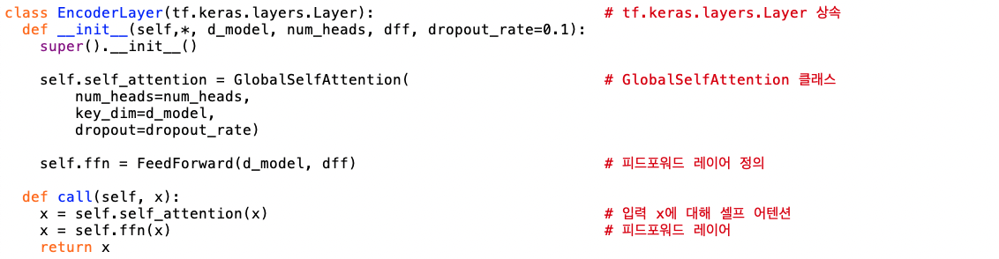 class EncoderLayer(tf.keras.layers.Layer): # tf.keras.layers.Layer 상속
  def __init__(self,*, d_model, num_heads, dff, dropout_rate=0.1):
    super().__init__()
    self.self_attention = GlobalSelfAttention( # GlobalSelfAttention 클래스
        num_heads=num_heads,
        key_dim=d_model,
        dropout=dropout_rate)
    self.ffn = FeedForward(d_model, dff) # 피드포워드 레이어 정의
  def call(self, x):
    x = self.self_attention(x) # 입력 x에 대해 셀프 어텐션
    x = self.ffn(x) # 피드포워드 레이어
    return x